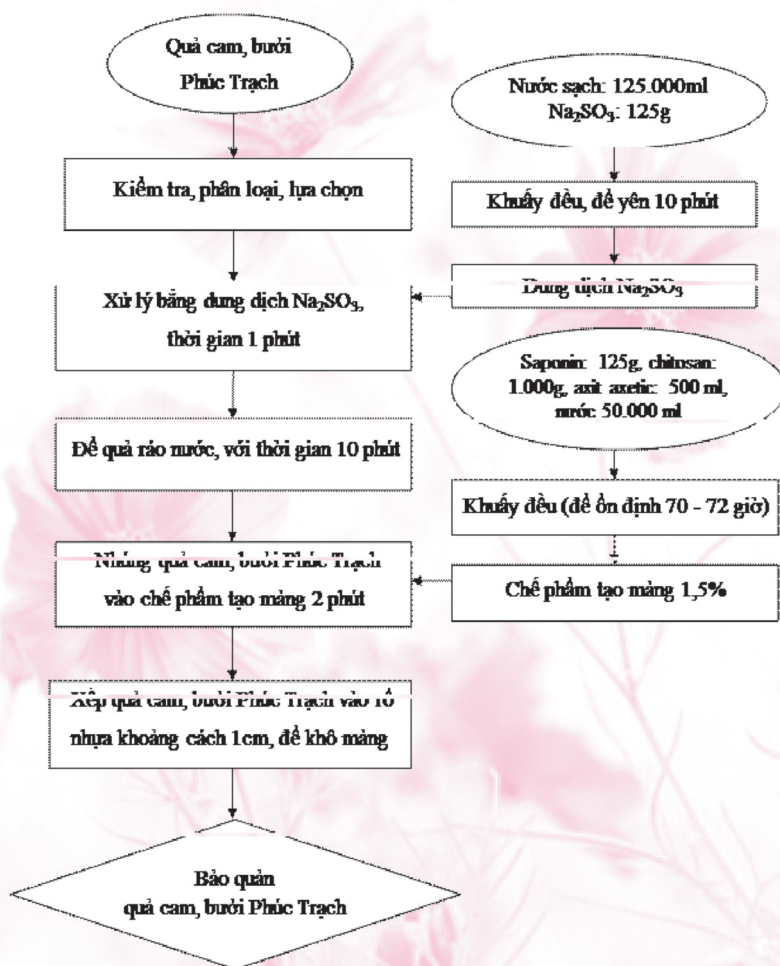 Quả cam, bưởi
Phúc Trạch
Kiểm tra, phân loại, lựa chọn
Xử lý bằng dung dịch Na₂SO₃,
thời gian 1 phút
Để quả ráo nước, với thời gian 10 phút
Nhúng quả cam, bưởi Phúc Trạch
vào chế phẩm tạo màng 2 phút
Xếp quả cam, bưởi Phúc Trạch vào rổ
nhựa khoảng cách 1cm, để khô màng
Bảo quản
quả cam, bưởi Phúc Trạch
Nước sạch: 125.000ml
Na₂SO₃: 125g
Khuấy đều, để yên 10 phút
Dung dịch Na₂SO₃
Saponin: 125g, chitosan:
1.000g, axit axetic: 500 ml,
nước 50.000 ml
Khuấy đều (để ổn định 70 - 72 giờ)
Chế phẩm tạo màng 1,5%